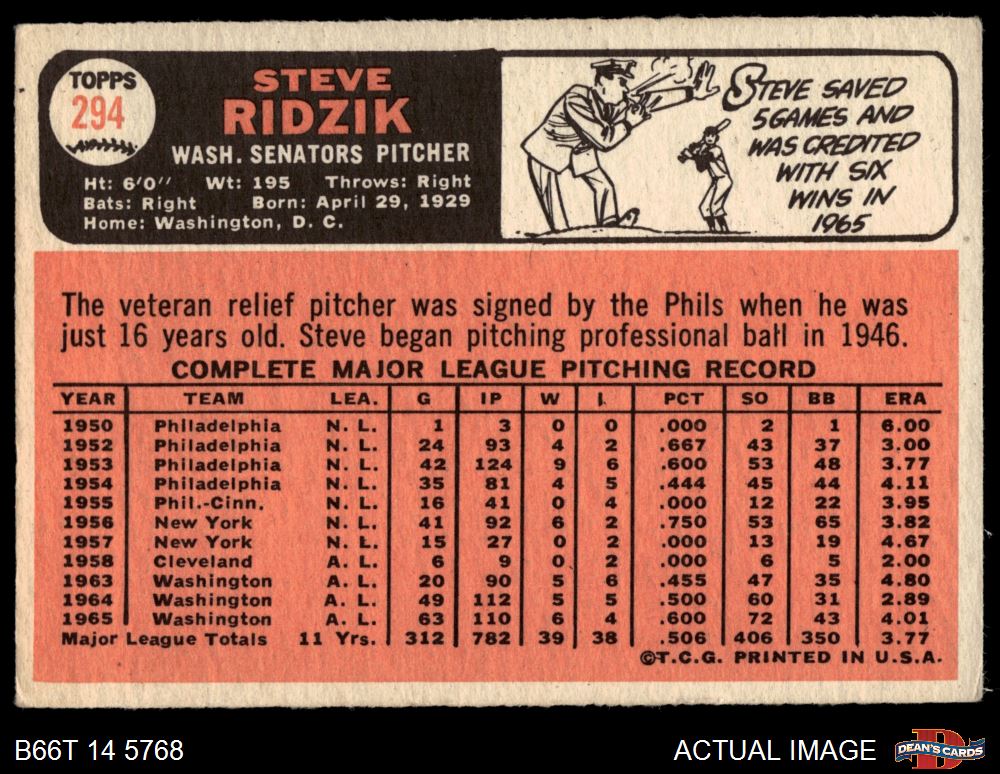 TOPPS
294
STEVE
RIDZIK
WASH. SENATORS PITCHER
Ht: 6'0" Wt: 195 Throws: Right
Bats: Right Born: April 29, 1929
Home: Washington, D. C.
STEVE SAVED
5 GAMES AND
WAS CREDITED
WITH SIX
WINS IN
1965
The veteran relief pitcher was signed by the Phils when he was
just 16 years old. Steve began pitching professional ball in 1946.
COMPLETE MAJOR LEAGUE PITCHING RECORD
YEAR TEAM LEA. G IP W L PCT SO BB ERA
1950 Philadelphia N. L. 1 3 0 0 .000 2 1 6.00
1952 Philadelphia N. L. 24 93 4 2 .667 43 37 3.00
1953 Philadelphia N. L. 42 124 9 6 .600 53 48 3.77
1954 Philadelphia N. L. 35 81 4 5 .444 45 44 4.11
1955 Phil.-Cinn. N. L. 16 41 0 4 .000 12 22 3.95
1956 New York N. L. 41 92 6 2 .750 53 65 3.82
1957 New York N. L. 15 27 0 2 .000 13 19 4.67
1958 Cleveland A. L. 6 9 0 2 .000 6 5 2.00
1963 Washington A. L. 20 90 5 6 .455 47 35 4.80
1964 Washington A. L. 49 112 5 5 .500 60 31 2.89
1965 Washington A. L. 63 110 6 4 .600 72 43 4.01
Major League Totals 11 Yrs. 312 782 39 38 .506 406 350 3.77
©T.C.G. PRINTED IN U.S.A.
B66T 14 5768
ACTUAL IMAGE
DEAN'S CARDS